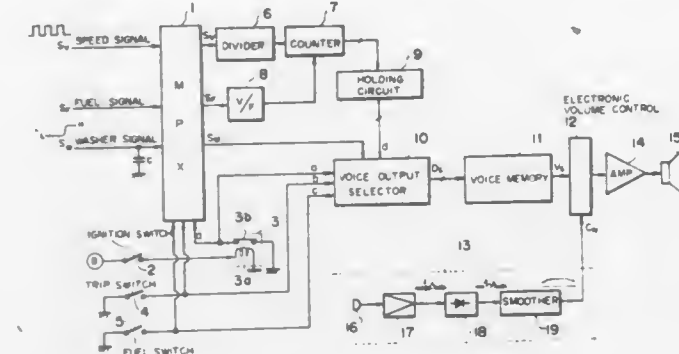 1
6
7
SPEED SIGNAL
DIVIDER
COUNTER
9
8
M
P
X
V/F
HOLDING
CIRCUIT
FUEL SIGNAL
ELECTRONIC
VOLUME CONTROL
12
WASHER SIGNAL
C
10
11
14
15
d
a
b
c
VOICE OUTPUT
SELECTOR
VOICE MEMORY
AMP
3b
3
IGNITION SWITCH
B
2
13
3a
TRIP SWITCH
4
5
FUEL SWITCH
16
17
18
SMOOTHER
19